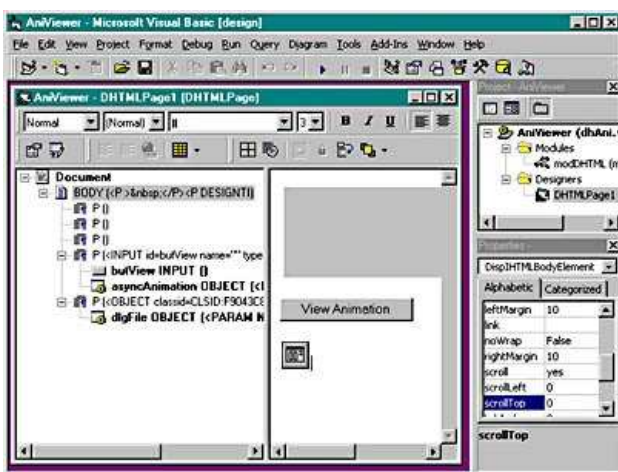 AniViewer - Microsoft Visual Basic [design]
File Edit View Project Format Debug Run Query Diagram Tools Add-Ins Window Help
AniViewer - DHTMLPage1 (DHTMLPage)
Normal (Normal) 3 B I U
Document
BODY (<P>&nbsp;</P><P DESIGNTI)
P ()
P ()
P ()
P (<INPUT id=butView name="" type
butView INPUT ()
asyncAnimation OBJECT (<
P (<OBJECT classid=CLSID:F9043C8
dlgFile OBJECT (<PARAM N
View Animation
Project - AniViewer
AniViewer (dhAni.
Modules
modDHTML (m
Designers
DHTMLPage1
Properties -
DispIHTMLBodyElement
Alphabetic Categorized
leftMargin 10
link
noWrap False
rightMargin 10
scroll yes
scrollLeft 0
scrollTop 0
scrollTop